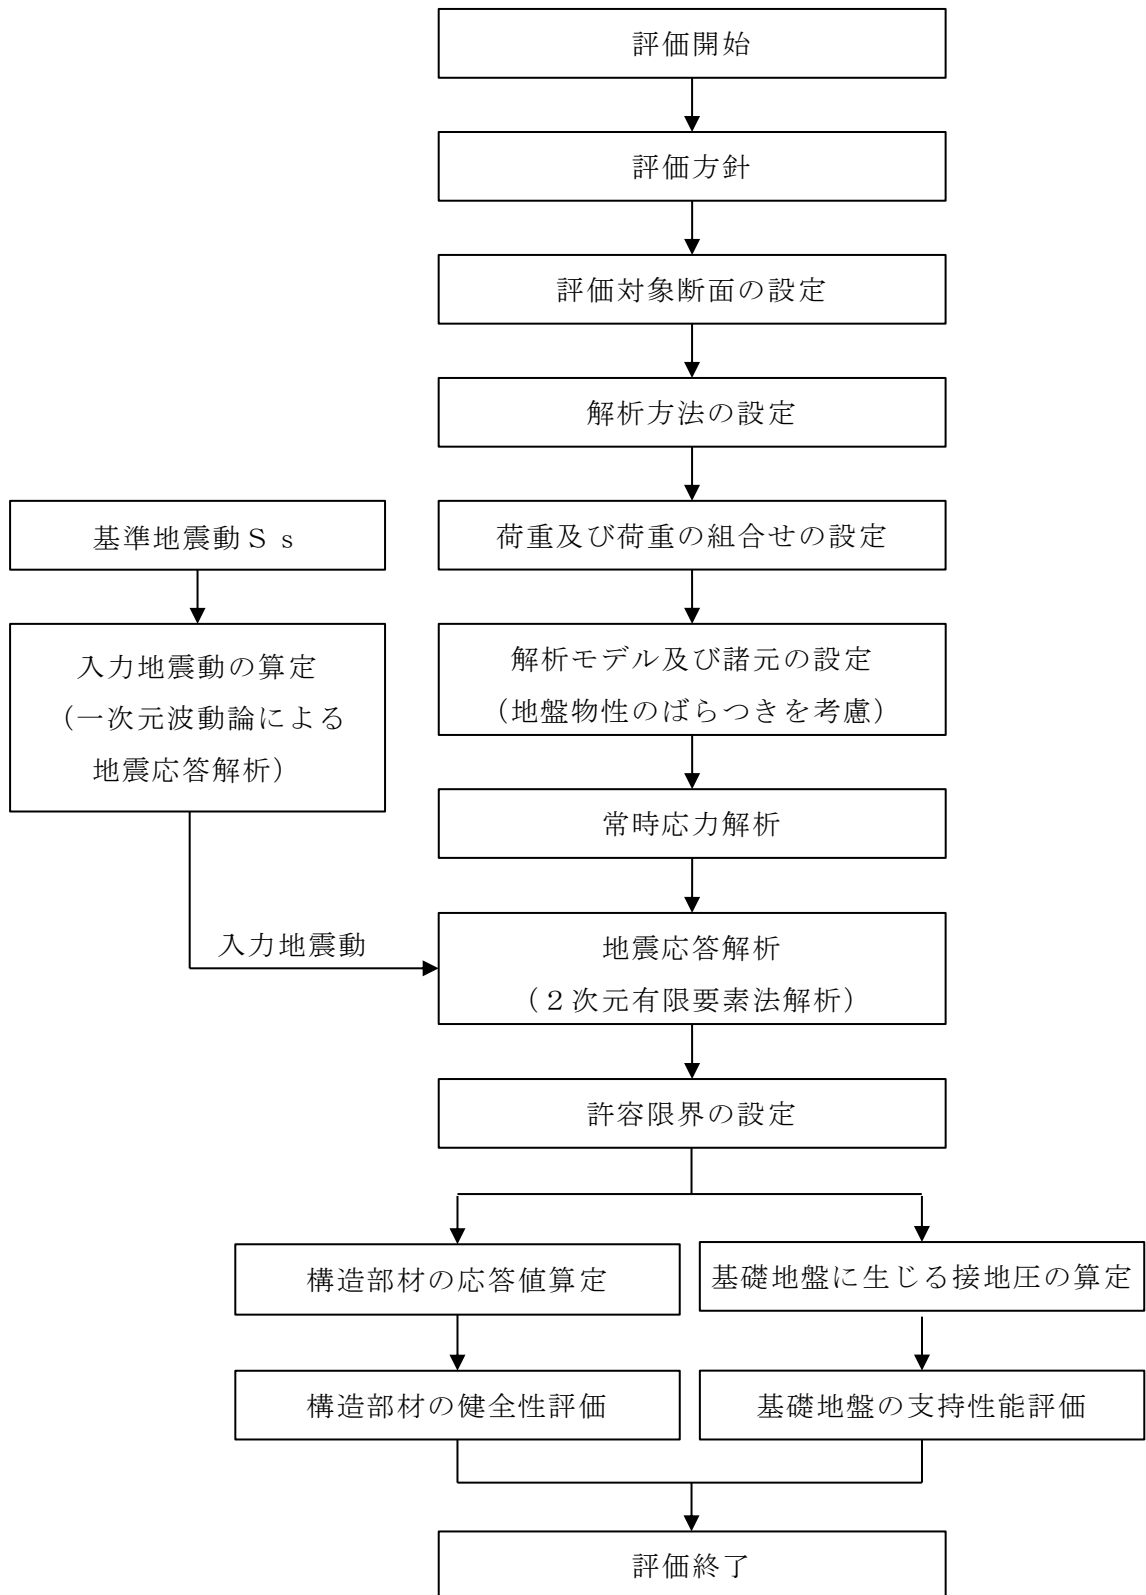 評価開始
評価方針
評価対象断面の設定
解析方法の設定
荷重及び荷重の組合せの設定
基準地震動Ｓｓ
入力地震動の算定
（一次元波動論による
地震応答解析）
解析モデル及び諸元の設定
（地盤物性のばらつきを考慮）
常時応力解析
入力地震動
地震応答解析
（２次元有限要素法解析）
許容限界の設定
構造部材の応答値算定
基礎地盤に生じる接地圧の算定
構造部材の健全性評価
基礎地盤の支持性能評価
評価終了